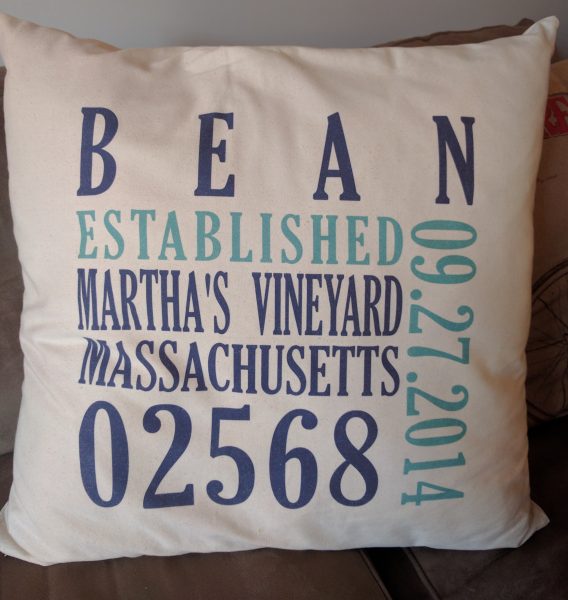 BEAN
ESTABLISHED
MARTHA'S VINEYARD
MASSACHUSETTS
02568
09.27.2014